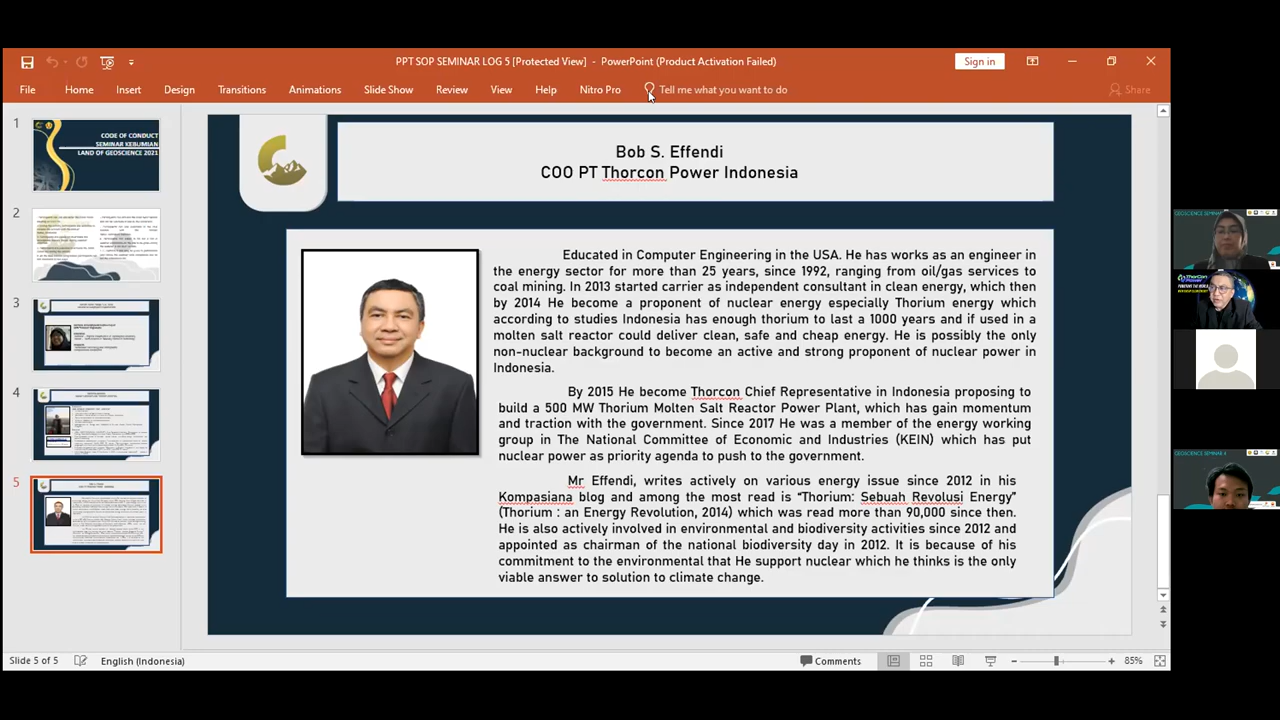 PPT SOP SEMINAR LOG 5 [Protected View] - PowerPoint (Product Activation Failed)
Sign in
File Home Insert Design Transitions Animations Slide Show Review View Help Nitro Pro Tell me what you want to do Share
1
CODE OF CONDUCT
SEMINAR KEBUMIAN
LAND OF GEOSCIENCE 2021
2
3
4
5
Bob S. Effendi
COO PT Thorcon Power Indonesia
Educated in Computer Engineering in the USA. He has works as an engineer in
the energy sector for more than 25 years, since 1992, ranging from oil/gas services to
coal mining. In 2013 started carrier as independent consultant in clean energy, which then
by 2014 He become a proponent of nuclear energy especially Thorium energy which
according to studies Indonesia has enough thorium to last a 1000 years and if used in a
molten salt reactor could deliver clean, safe and cheap energy. He is possibly the only
non-nuclear background to become an active and strong proponent of nuclear power in
Indonesia.
By 2015 He become Thorcon Chief Representative in Indonesia proposing to
build a 500 MW Thorium Molten Salt Reactor Power Plant, which has gain momentum
and traction with the government. Since 2017 He was a member of the energy working
group in The National Committee of Economic and Industries (KEIN) which has put
nuclear power as priority agenda to push to the government.
Mr Effendi, writes actively on various energy issue since 2012 in his
Kompasiana blog and among the most read is "Thorium: Sebuah Revolusi Energy"
(Thorium : an Energy Revolution, 2014) which was read more than 90,000 since then.
He is also actively involved in environmental and biodiversity activities since 2012 and
appointed as chairman of the national biodiversity day in 2012. It is because of his
commitment to the environmental that He support nuclear which he thinks is the only
viable answer to solution to climate change.
GEOSCIENCE SEMINAR
ThorCon
Power
GEOSCIENCE SEMINAR 4
Slide 5 of 5 English (Indonesia) Comments 85%